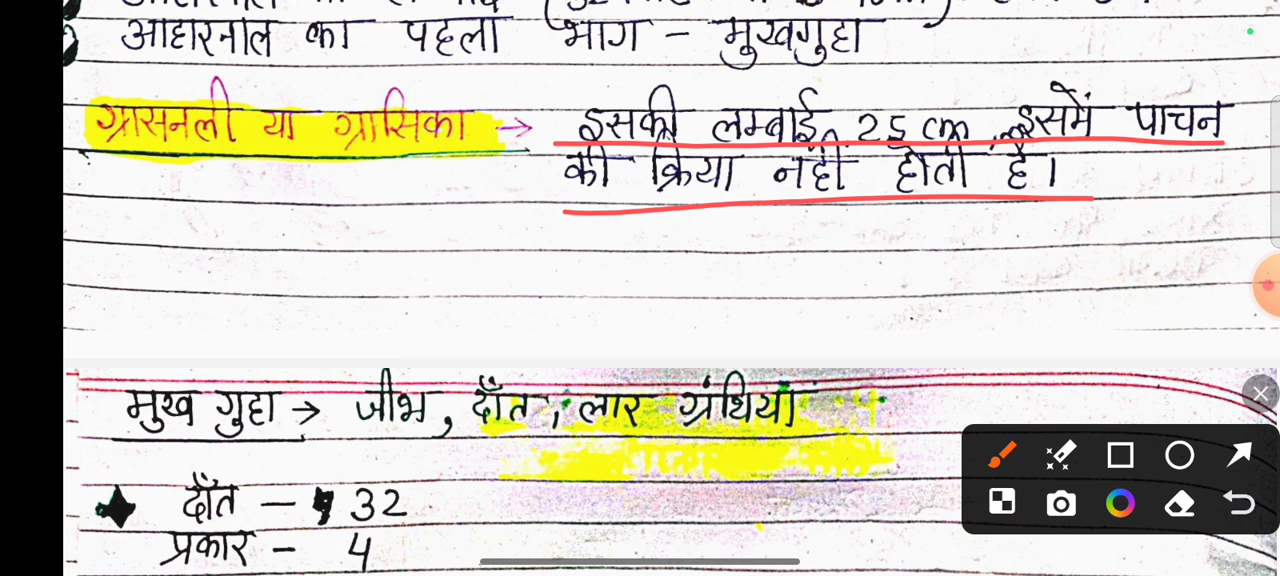 आहारनाल का पहला भाग - मुखगुहा
ग्रासनली या ग्रासिका → इसकी लम्बाई 25 cm, इसमें पाचन
की क्रिया नही होती है।
मुख गुहा → जीभ, दाँत, लार ग्रंथियां
दाँत - 32
प्रकार - 4